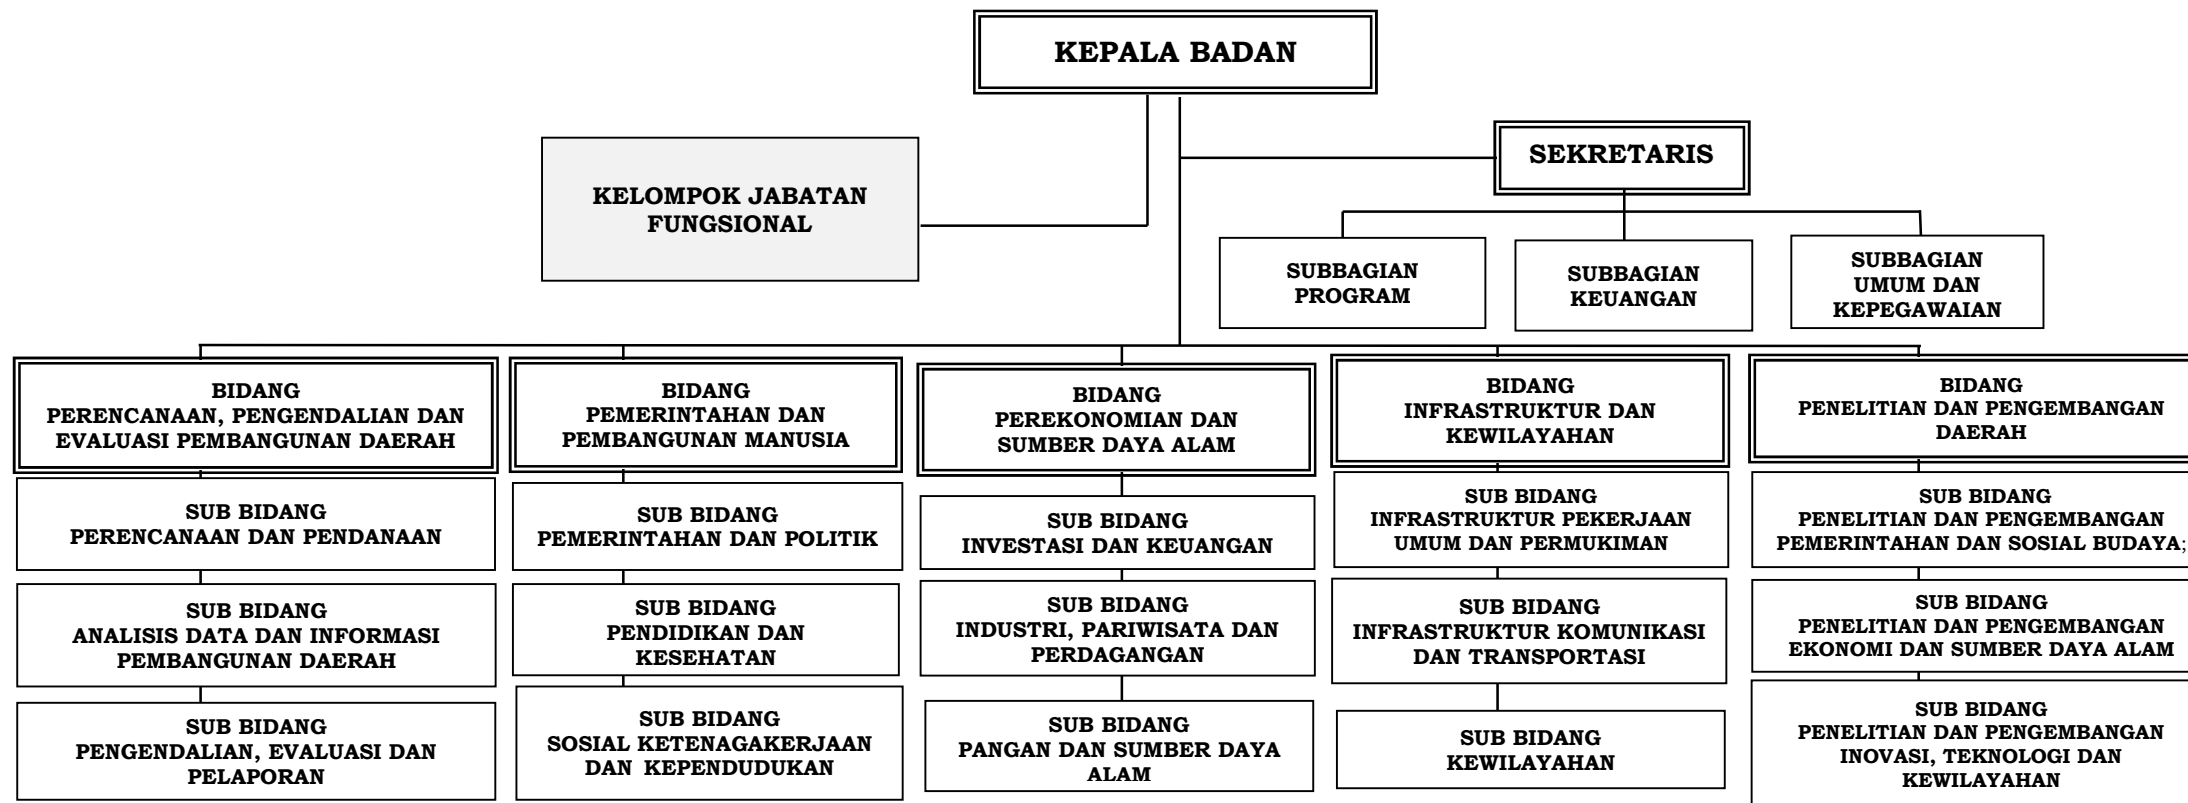 KEPALA BADAN
SEKRETARIS
KELOMPOK JABATAN
FUNGSIONAL
SUBBAGIAN
PROGRAM
SUBBAGIAN
KEUANGAN
SUBBAGIAN
UMUM DAN
KEPEGAWAIAN
BIDANG
PERENCANAAN, PENGENDALIAN DAN
EVALUASI PEMBANGUNAN DAERAH
BIDANG
PEMERINTAHAN DAN
PEMBANGUNAN MANUSIA
BIDANG
PEREKONOMIAN DAN
SUMBER DAYA ALAM
BIDANG
INFRASTRUKTUR DAN
KEWILAYAHAN
BIDANG
PENELITIAN DAN PENGEMBANGAN
DAERAH
SUB BIDANG
PERENCANAAN DAN PENDANAAN
SUB BIDANG
PEMERINTAHAN DAN POLITIK
SUB BIDANG
INVESTASI DAN KEUANGAN
SUB BIDANG
INFRASTRUKTUR PEKERJAAN
UMUM DAN PERMUKIMAN
SUB BIDANG
PENELITIAN DAN PENGEMBANGAN
PEMERINTAHAN DAN SOSIAL BUDAYA;
SUB BIDANG
ANALISIS DATA DAN INFORMASI
PEMBANGUNAN DAERAH
SUB BIDANG
PENDIDIKAN DAN
KESEHATAN
SUB BIDANG
INDUSTRI, PARIWISATA DAN
PERDAGANGAN
SUB BIDANG
INFRASTRUKTUR KOMUNIKASI
DAN TRANSPORTASI
SUB BIDANG
PENELITIAN DAN PENGEMBANGAN
EKONOMI DAN SUMBER DAYA ALAM
SUB BIDANG
PENGENDALIAN, EVALUASI DAN
PELAPORAN
SUB BIDANG
SOSIAL KETENAGAKERJAAN
DAN KEPENDUDUKAN
SUB BIDANG
PANGAN DAN SUMBER DAYA
ALAM
SUB BIDANG
KEWILAYAHAN
SUB BIDANG
PENELITIAN DAN PENGEMBANGAN
INOVASI, TEKNOLOGI DAN
KEWILAYAHAN